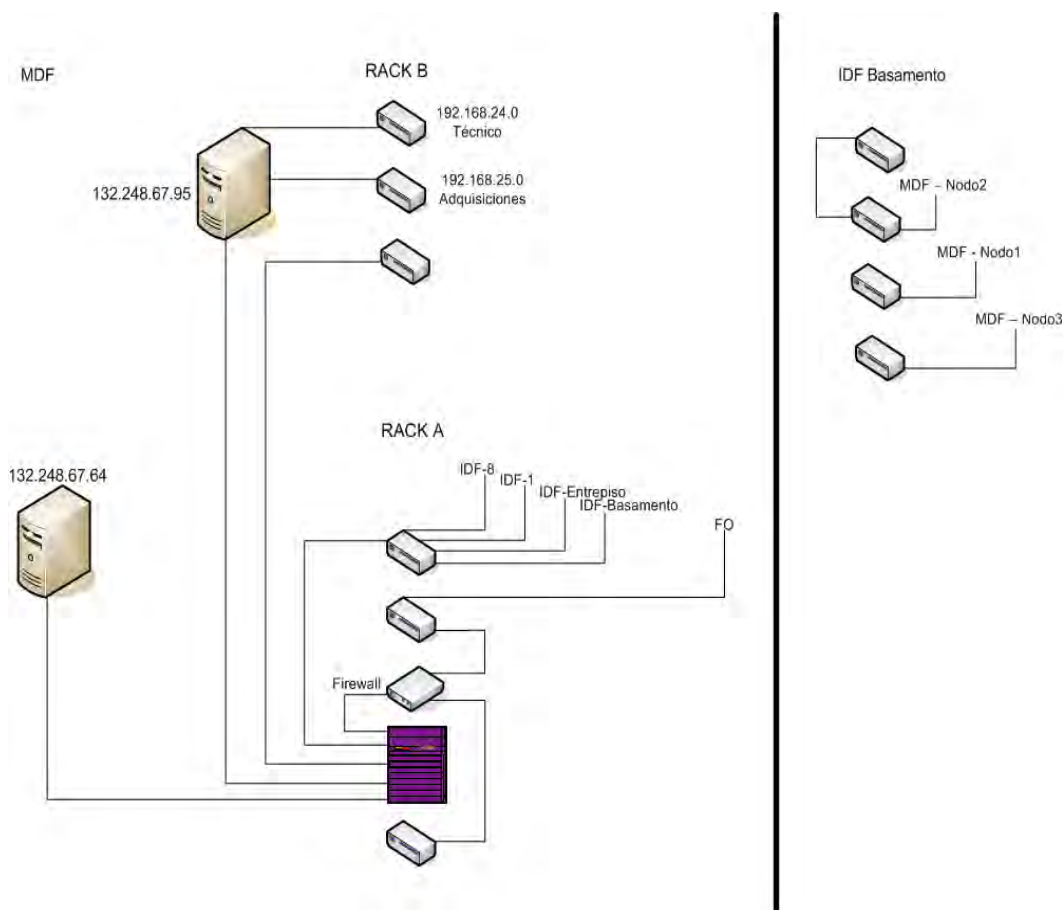 MDF
RACK B
IDF Basamento
192.168.24.0
Técnico
132.248.67.95
192.168.25.0
Adquisiciones
MDF – Nodo2
MDF - Nodo1
MDF – Nodo3
RACK A
132.248.67.64
IDF-8
IDF-1
IDF-Entrepiso
IDF-Basamento
FO
Firewall